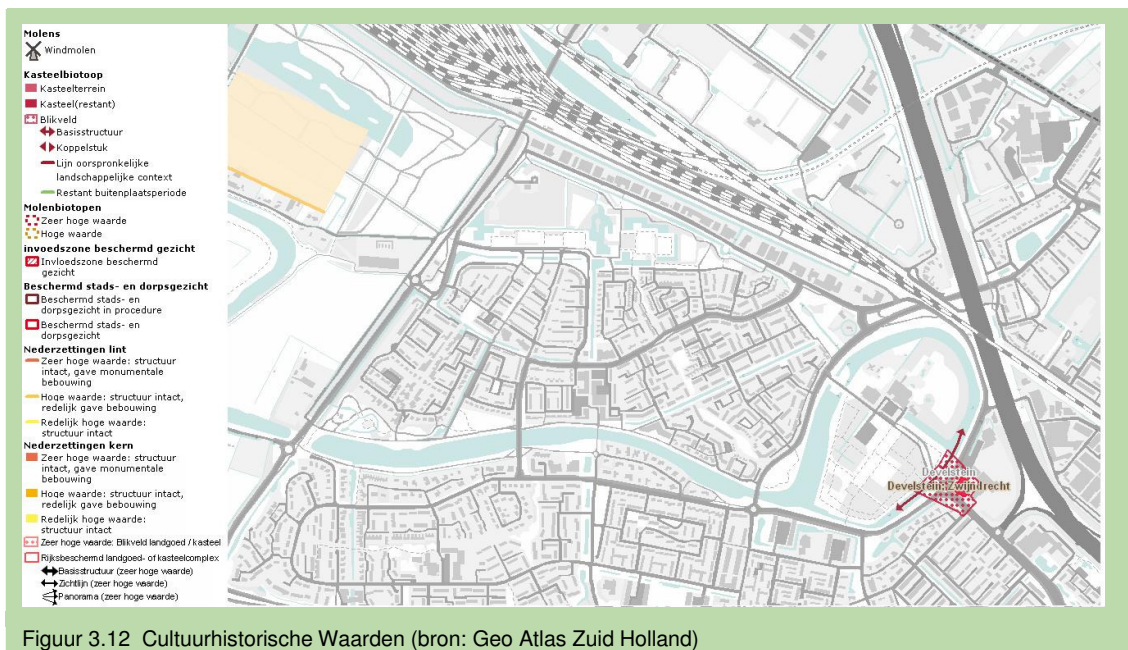 Molens
Windmolen
Kasteelbiotoop
Kasteelterrein
Kasteel(restant)
Blikveld
Basisstructuur
Koppelstuk
Lijn oorspronkelijke
landschappelijke context
Restant buitenplaatsperiode
Molenbiotopen
Zeer hoge waarde
Hoge waarde
invoedszone beschermd gezicht
Invloedszone beschermd
gezicht
Beschermd stads- en dorpsgezicht
Beschermd stads- en
dorpsgezicht in procedure
Beschermd stads- en
dorpsgezicht
Nederzettingen lint
Zeer hoge waarde: structuur
intact, gave monumentale
bebouwing
Hoge waarde: structuur intact,
redelijk gave bebouwing
Redelijk hoge waarde:
structuur intact
Nederzettingen kern
Zeer hoge waarde: structuur
intact, gave monumentale
bebouwing
Hoge waarde: structuur intact,
redelijk gave bebouwing
Redelijk hoge waarde:
structuur intact
Zeer hoge waarde: Blikveld landgoed / kasteel
Rijksbeschermd landgoed- of kasteelcomplex
Basisstructuur (zeer hoge waarde)
Zichtlijn (zeer hoge waarde)
Panorama (zeer hoge waarde)
Develstein
Develstein: Zwijndrecht
Figuur 3.12 Cultuurhistorische Waarden (bron: Geo Atlas Zuid Holland)